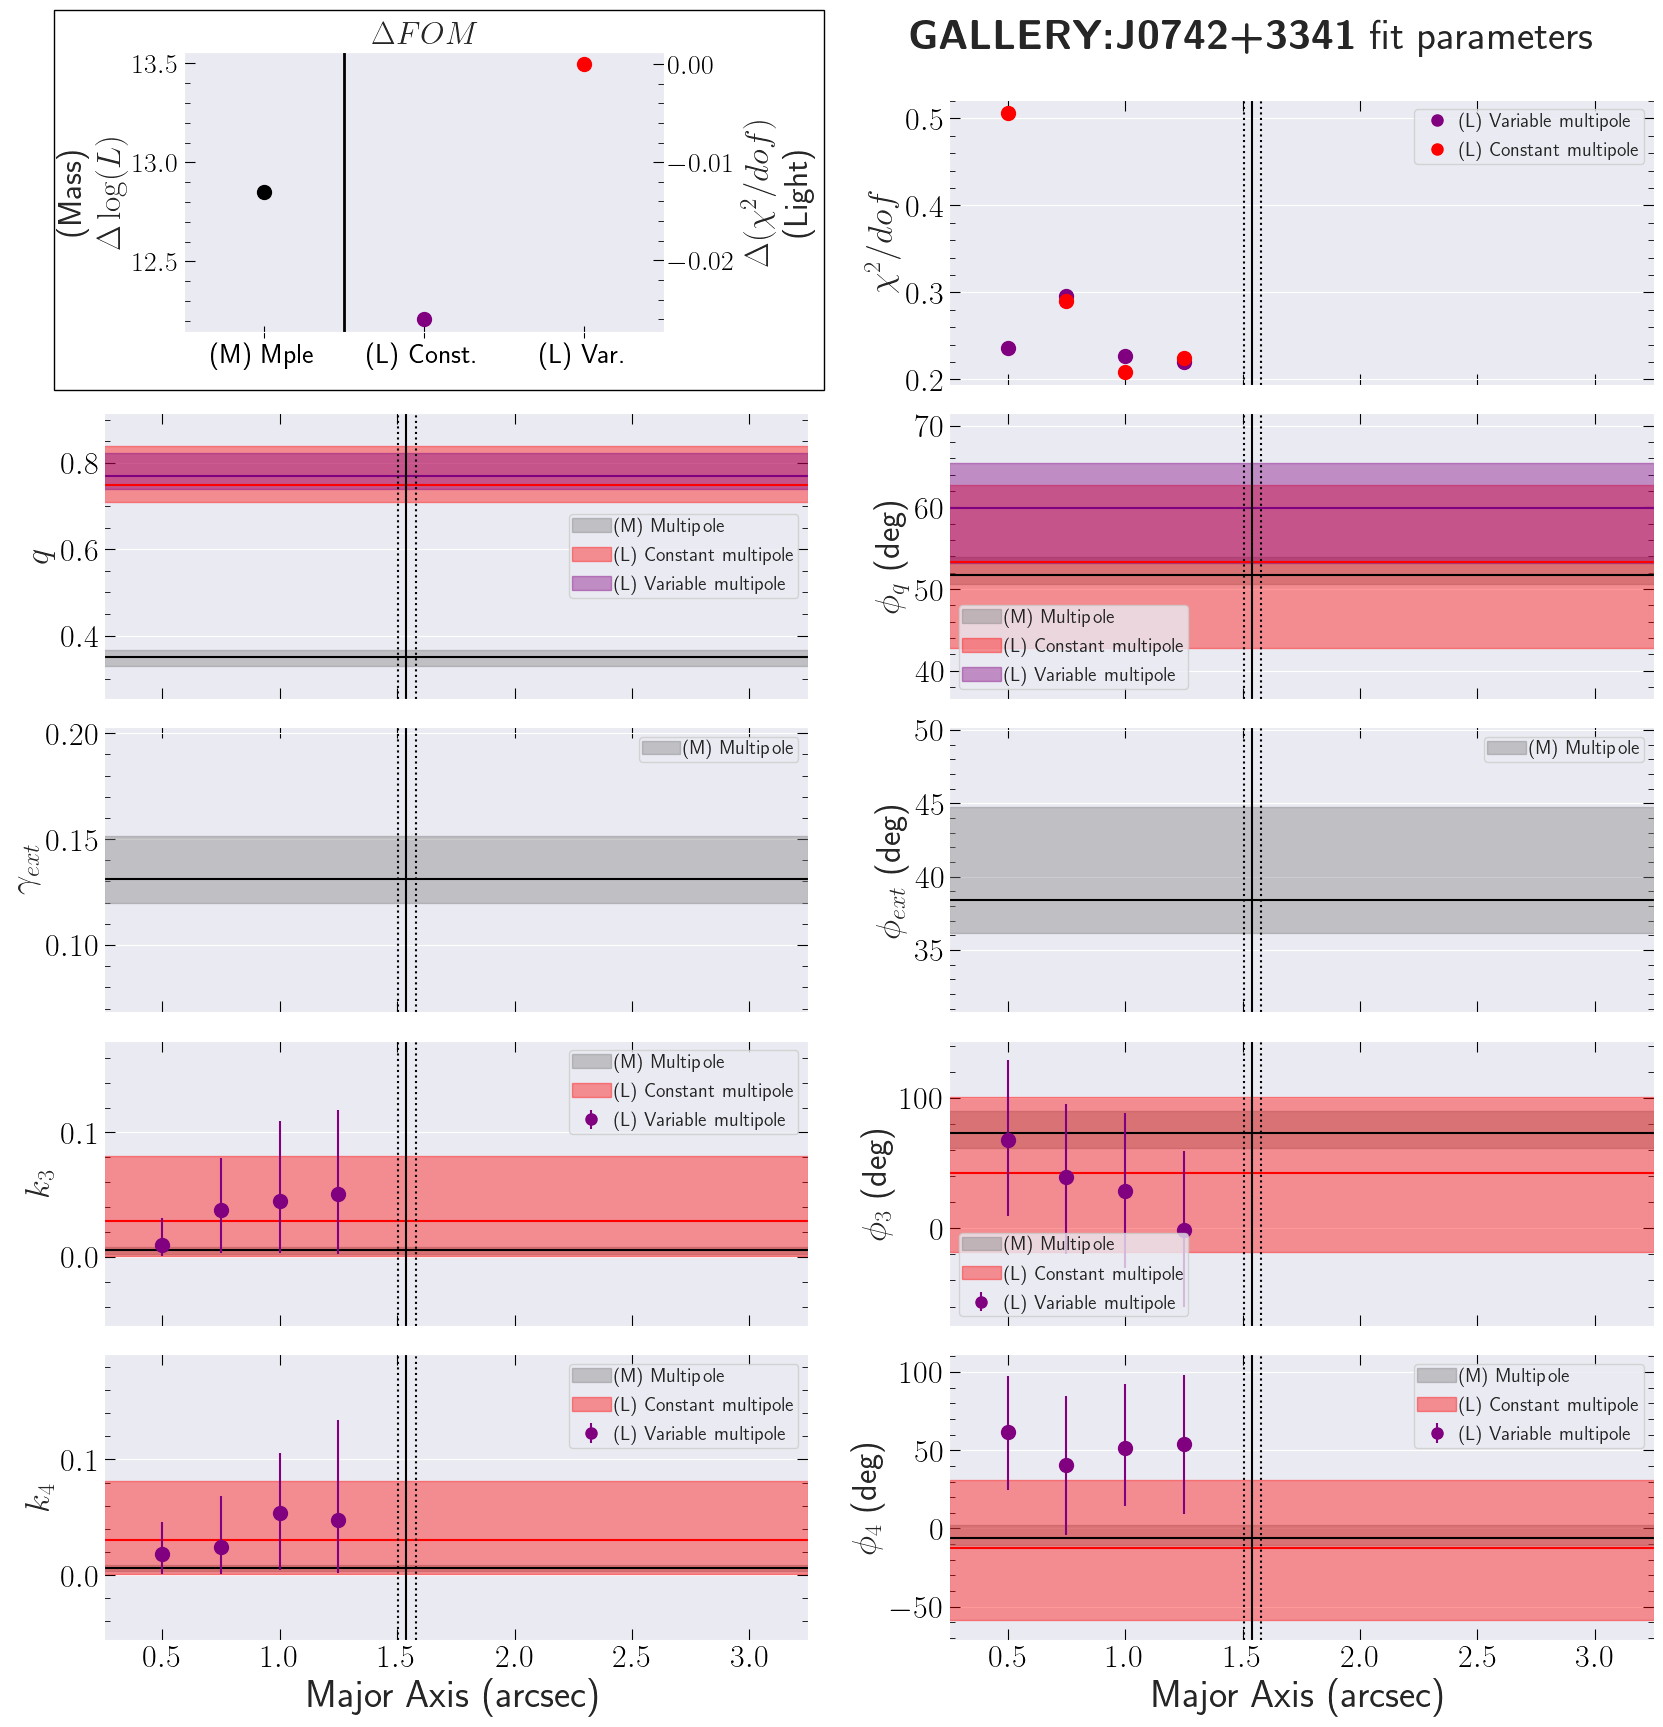 ΔFOM
GALLERY:J0742+3341 fit parameters
(Mass)
Δ log(L)
13.5
13.0
12.5
0.00
−0.01
−0.02
Δ(χ²/dof)
(Light)
(M) Mple
(L) Const.
(L) Var.
χ²/dof
0.5
0.4
0.3
0.2
(L) Variable multipole
(L) Constant multipole
q
0.8
0.6
0.4
(M) Multipole
(L) Constant multipole
(L) Variable multipole
ϕ_q (deg)
70
60
50
40
(M) Multipole
(L) Constant multipole
(L) Variable multipole
γ_ext
0.20
0.15
0.10
(M) Multipole
ϕ_ext (deg)
50
45
40
35
(M) Multipole
k₃
0.1
0.0
(M) Multipole
(L) Constant multipole
(L) Variable multipole
ϕ₃ (deg)
100
0
(M) Multipole
(L) Constant multipole
(L) Variable multipole
k₄
0.1
0.0
(M) Multipole
(L) Constant multipole
(L) Variable multipole
0.5 1.0 1.5 2.0 2.5 3.0
Major Axis (arcsec)
ϕ₄ (deg)
100
50
0
−50
(M) Multipole
(L) Constant multipole
(L) Variable multipole
0.5 1.0 1.5 2.0 2.5 3.0
Major Axis (arcsec)